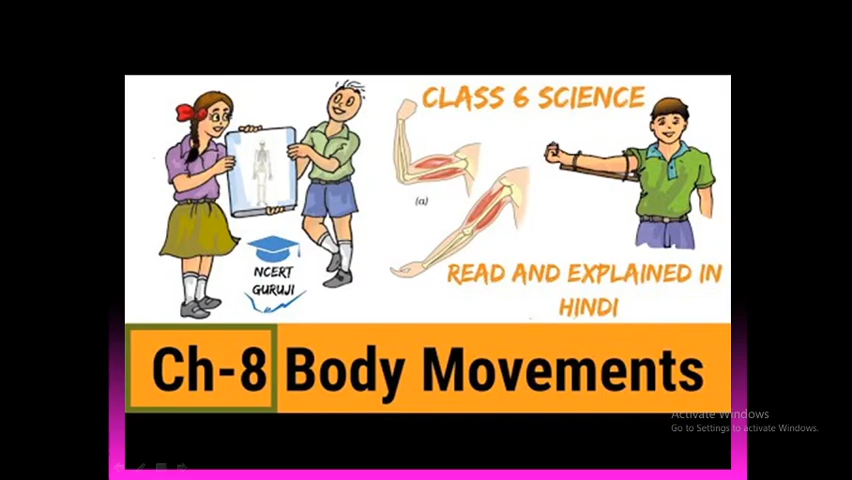 CLASS 6 SCIENCE
(a)
NCERT
GURUJI
READ AND EXPLAINED IN
HINDI
Ch-8 Body Movements
Activate Windows
Go to Settings to activate Windows.